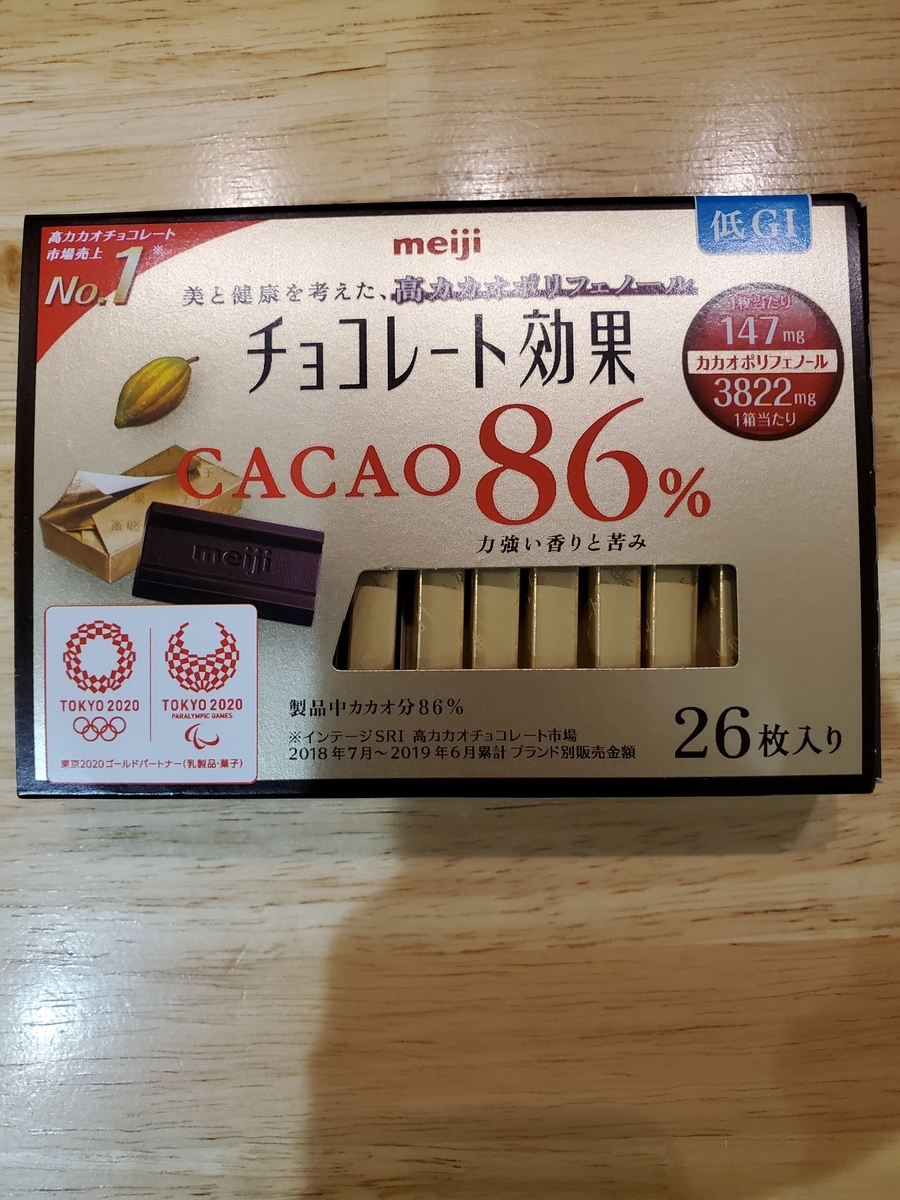 高カカオチョコレート
市場売上※
No.1
meiji
低GI
美と健康を考えた、高カカオポリフェノール
チョコレート効果
CACAO 86%
力強い香りと苦み
1枚当たり
147mg
カカオポリフェノール
3822mg
1箱当たり
meiji
TOKYO 2020
TOKYO 2020
PARALYMPIC GAMES
東京2020ゴールドパートナー(乳製品・菓子)
製品中カカオ分86%
※インテージSRI 高カカオチョコレート市場
2018年7月〜2019年6月累計 ブランド別販売金額
26枚入り